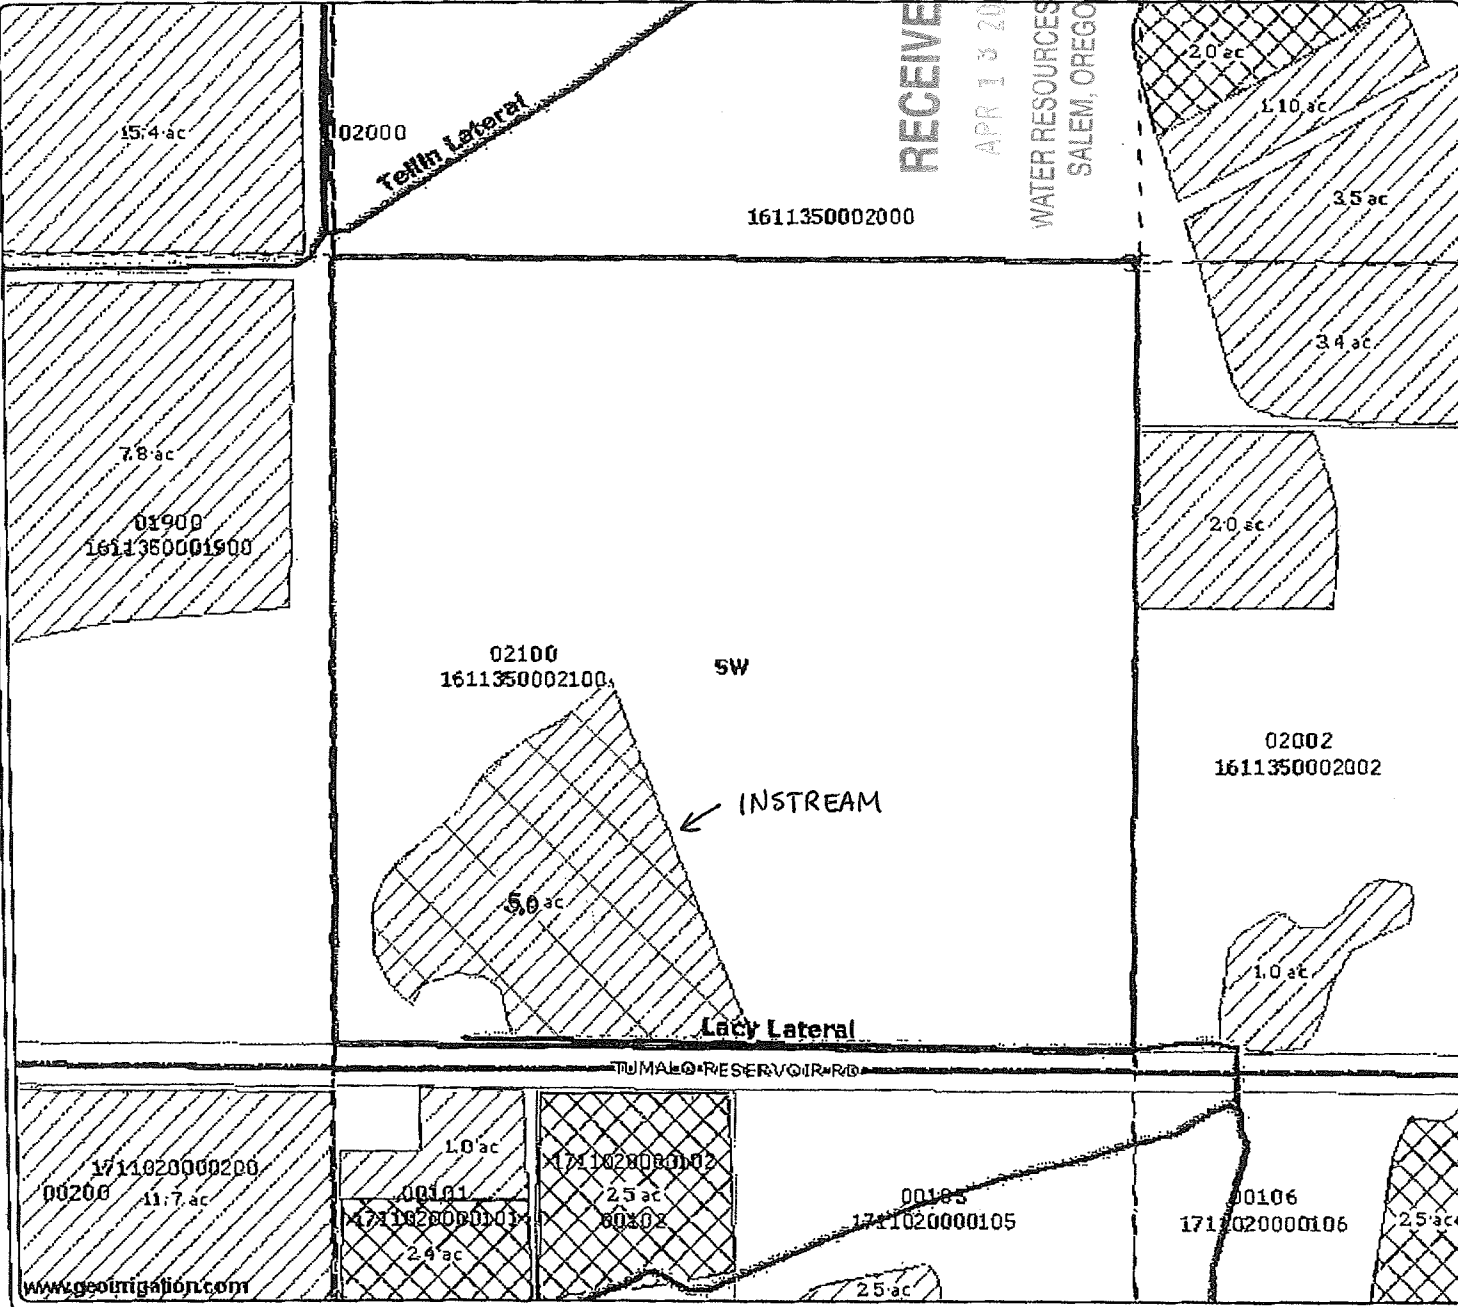 RECEIVE
APR 13 20
WATER RESOURCES
SALEM, OREGO
2.0 ac
1.10 ac
15.4 ac
02000
Tellin Lateral
3.5 ac
1611350002000
3.4 ac
7.8 ac
01900
1611350001900
2.0 ac
02100
1611350002100
SW
02002
1611350002002
INSTREAM
5.0 ac
1.0 ac
Lacy Lateral
TUMALO RESERVOIR RD
1.0 ac
1711020000200
00200
11.7 ac
1711020000102
2.5 ac
00102
00101
1711020000101
2.4 ac
00105
1711020000105
00106
1711020000106
2.5 ac
2.5 ac
www.geoirrigation.com